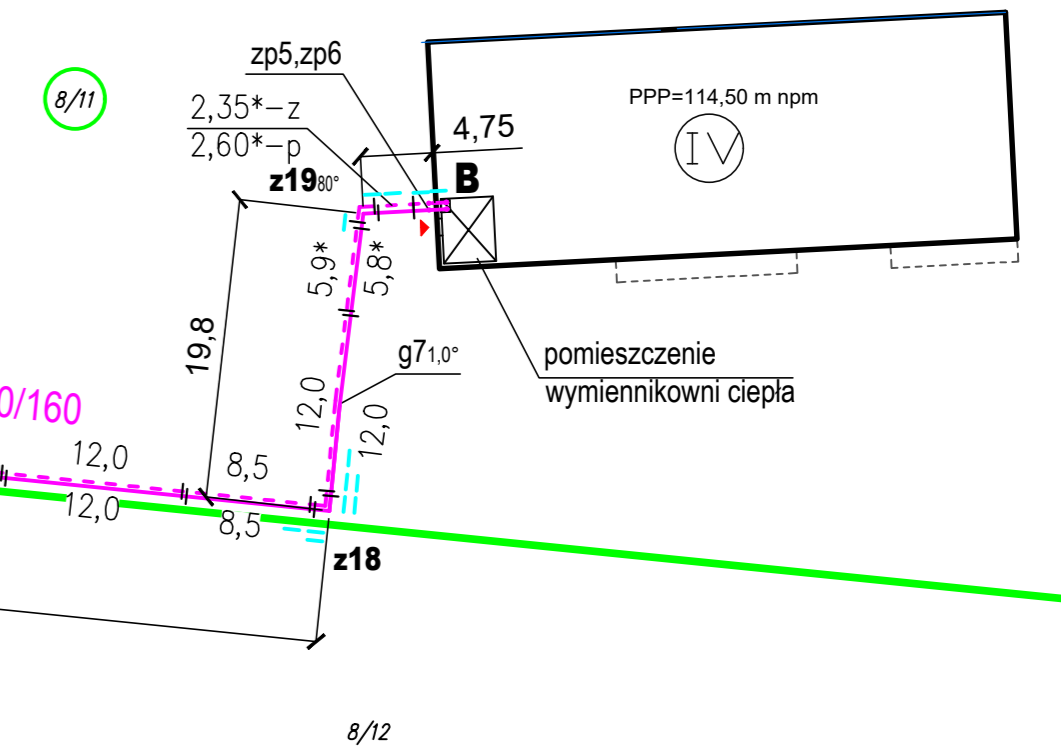 zp5,zp6
8/11
2,35*-z
2,60*-p
4,75
PPP=114,50 m npm
IV
z19 80°
B
5,9*
5,8*
19,8
g7 1,0°
pomieszczenie
wymiennikowni ciepła
12,0
12,0
0/160
12,0
8,5
12,0
8,5
z18
8/12